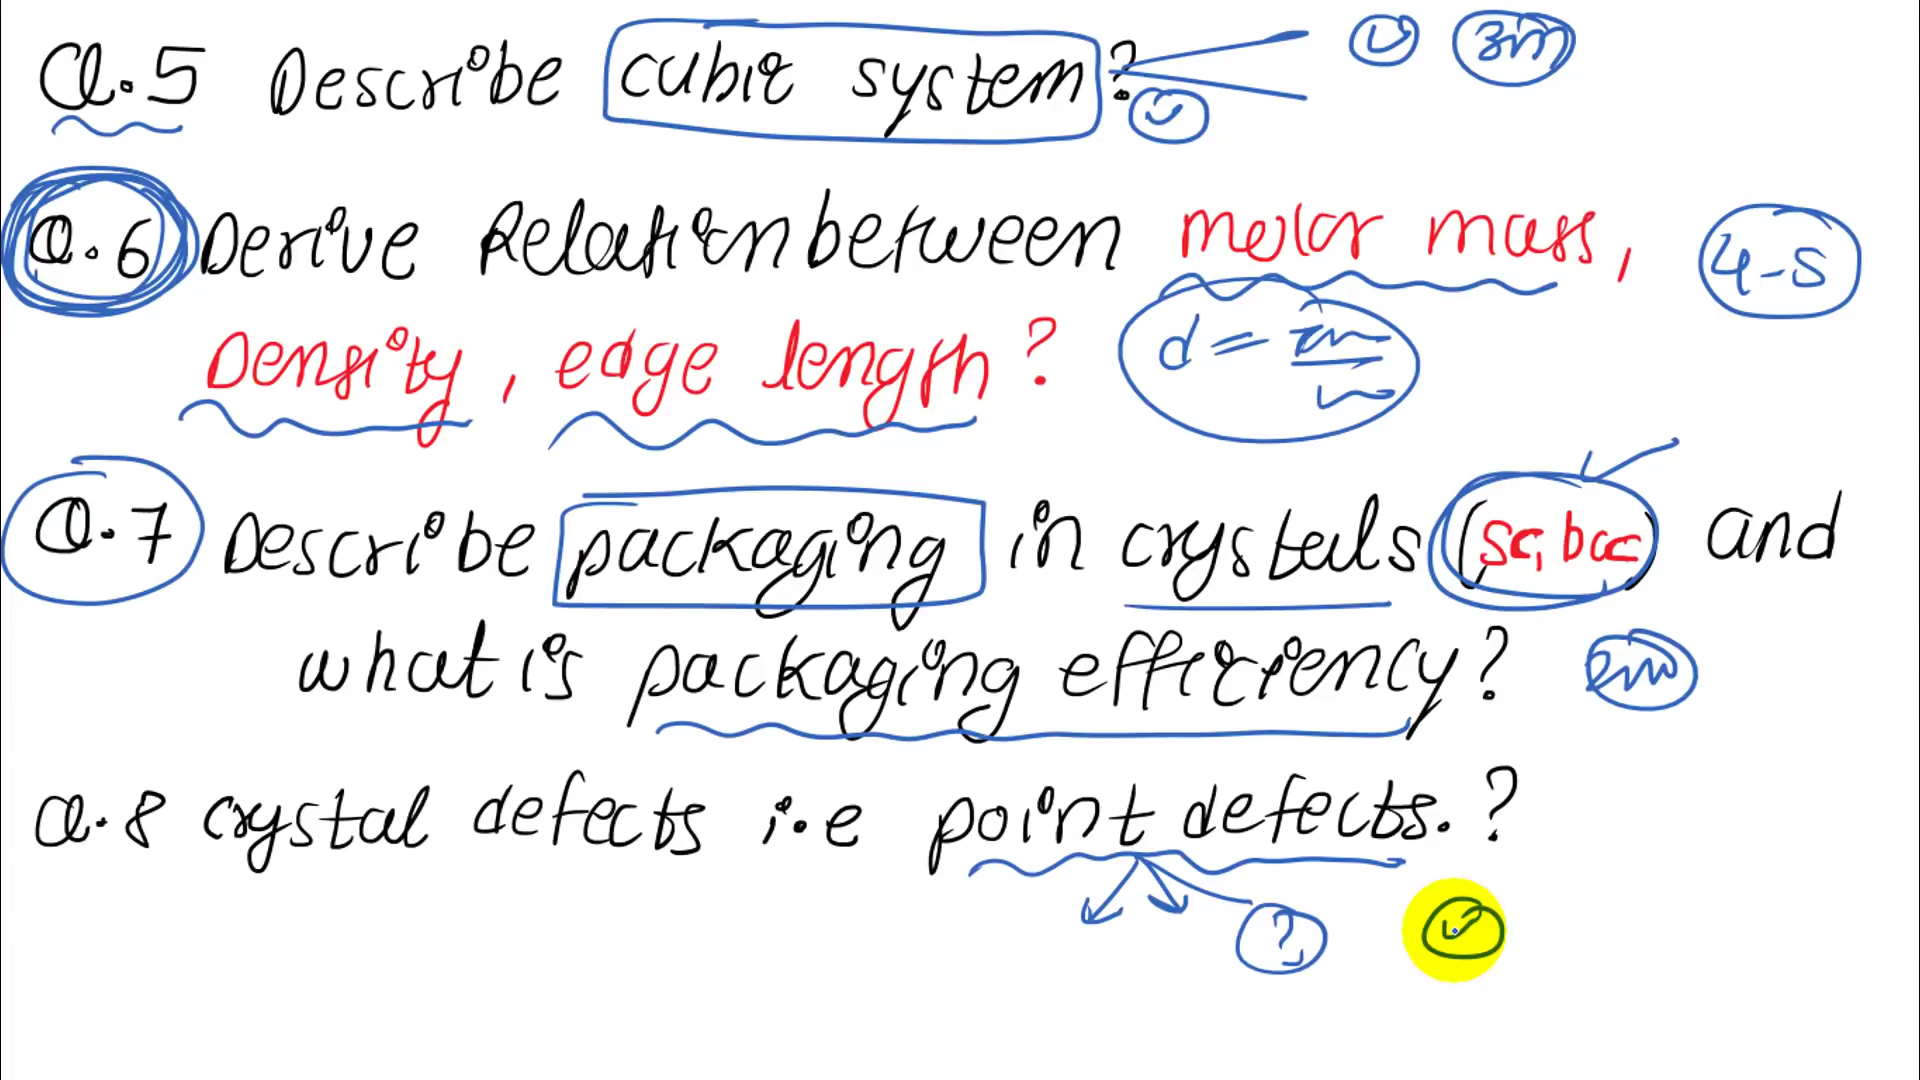 Q.5 Describe cubic system? 3m
Q.6 Derive Relation between molar mass, 4-5
Density, edge length? d =
Q.7 Describe packaging in crystals (sc, bcc) and
what is packaging efficiency? 2m
Q.8 crystal defects i.e point defects.?
?